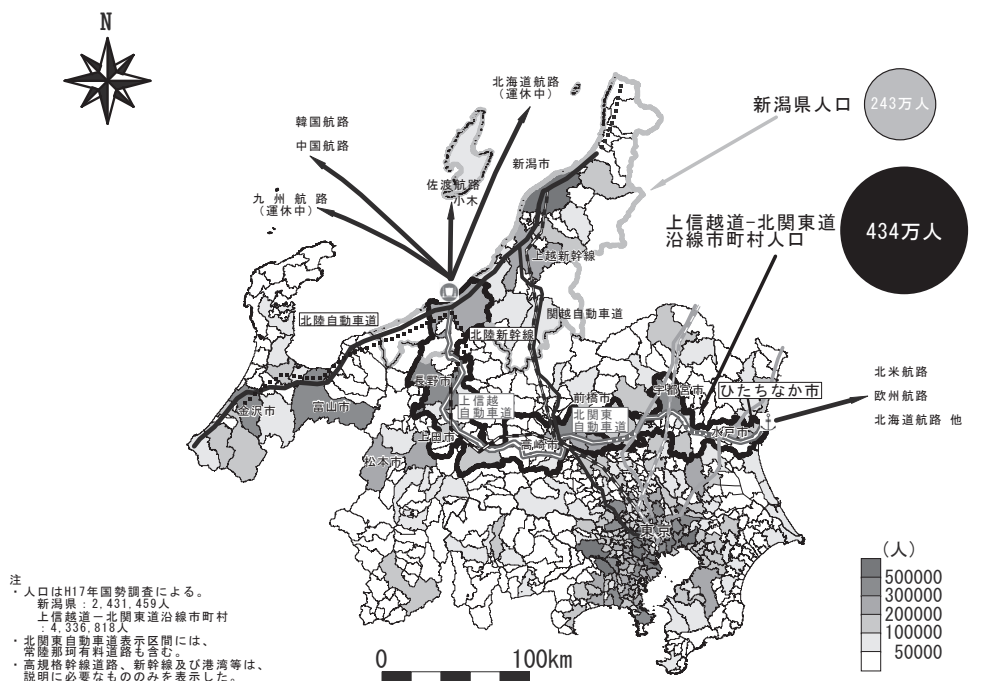 N
北海道航路
（運休中）
新潟県人口
243万人
韓国航路
中国航路
新潟市
佐渡航路
小木
九州航路
（運休中）
上信越道-北関東道
沿線市町村人口
434万人
上越新幹線
北陸自動車道
関越自動車道
北陸新幹線
長野市
宇都宮市
ひたちなか市
北米航路
欧州航路
北海道航路 他
上信越
自動車道
前橋市
北関東
自動車道
金沢市
富山市
上田市
高崎市
水戸市
松本市
東京
(人)
500000
300000
200000
100000
50000
注
・人口はH17年国勢調査による。
新潟県：2,431,459人
上信越道－北関東道沿線市町村
：4,336,818人
・北関東自動車道表示区間には、
常陸那珂有料道路も含む。
・高規格幹線道路、新幹線及び港湾等は、
説明に必要なもののみを表示した。
0 100km